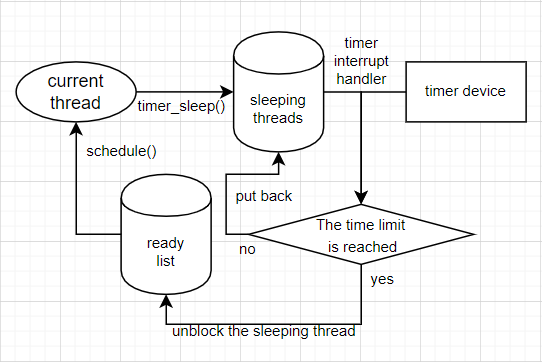 timer
interrupt
handler
current
thread
timer_sleep()
sleeping
threads
timer device
schedule()
put back
ready
list
The time limit
is reached
no
yes
unblock the sleeping thread